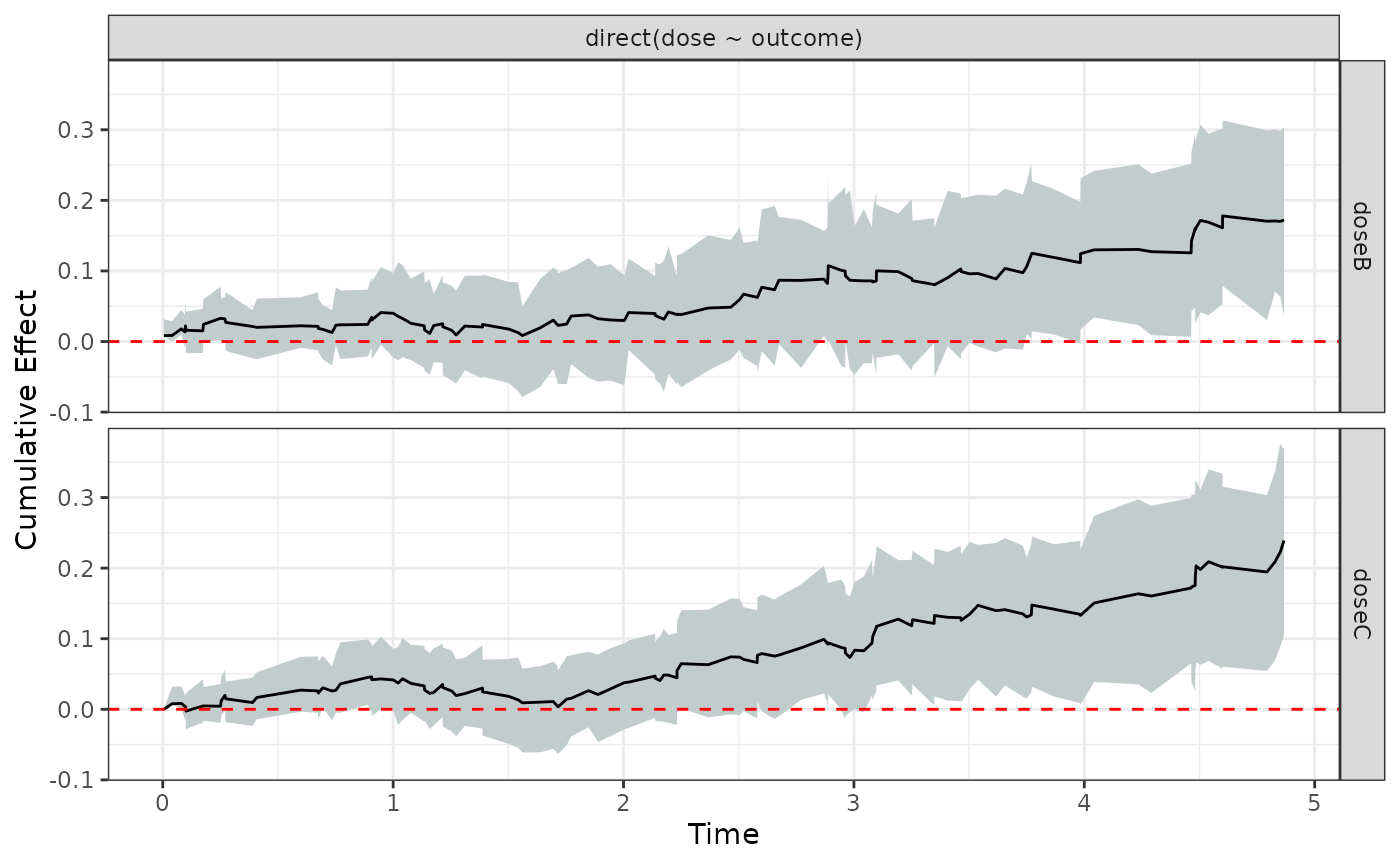 direct(dose ~ outcome)
Cumulative Effect
0.3
0.2
0.1
0.0
-0.1
doseB
0.3
0.2
0.1
0.0
-0.1
doseC
0 1 2 3 4 5
Time